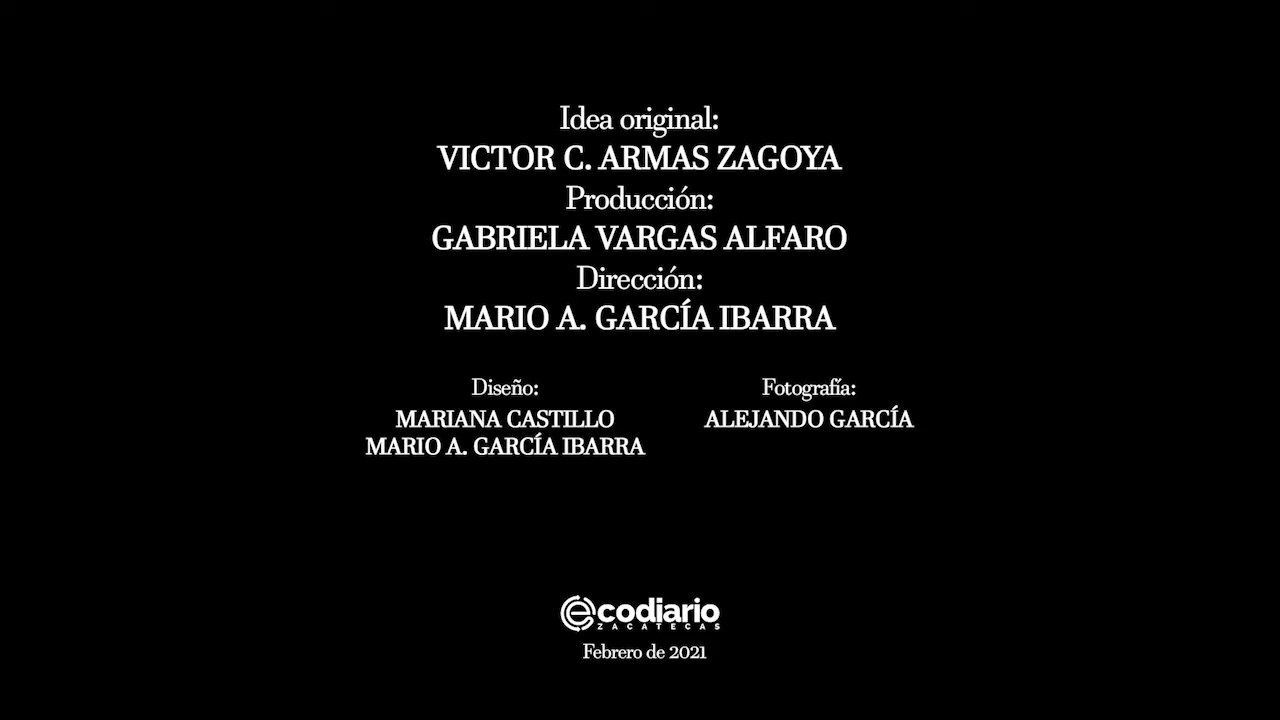 Idea original:
VICTOR C. ARMAS ZAGOYA
Producción:
GABRIELA VARGAS ALFARO
Dirección:
MARIO A. GARCÍA IBARRA
Diseño:
MARIANA CASTILLO
MARIO A. GARCÍA IBARRA
Fotografía:
ALEJANDO GARCÍA
ecodiario
ZACATECAS
Febrero de 2021